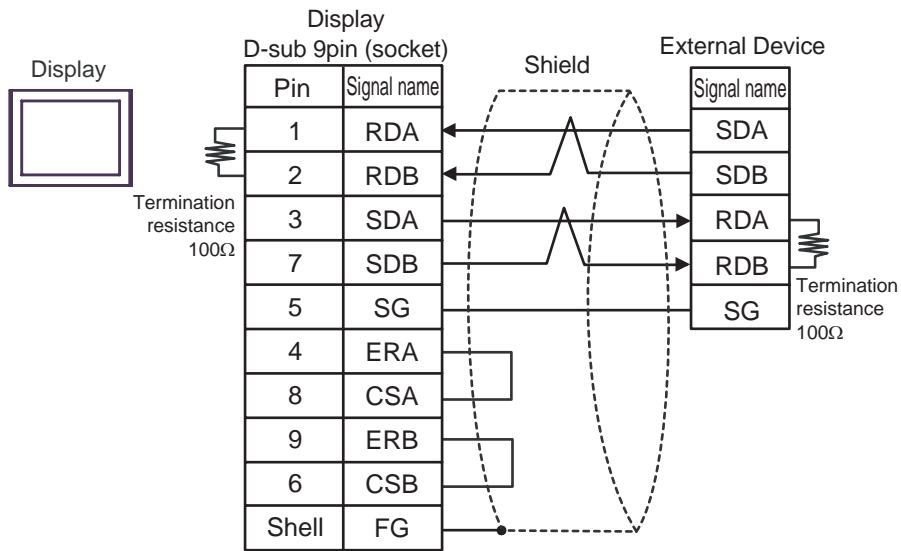 Display
Display
D-sub 9pin (socket)
Pin Signal name
1 RDA
2 RDB
3 SDA
7 SDB
5 SG
4 ERA
8 CSA
9 ERB
6 CSB
Shell FG
Termination
resistance
100Ω
Shield
External Device
Signal name
SDA
SDB
RDA
RDB
SG
Termination
resistance
100Ω